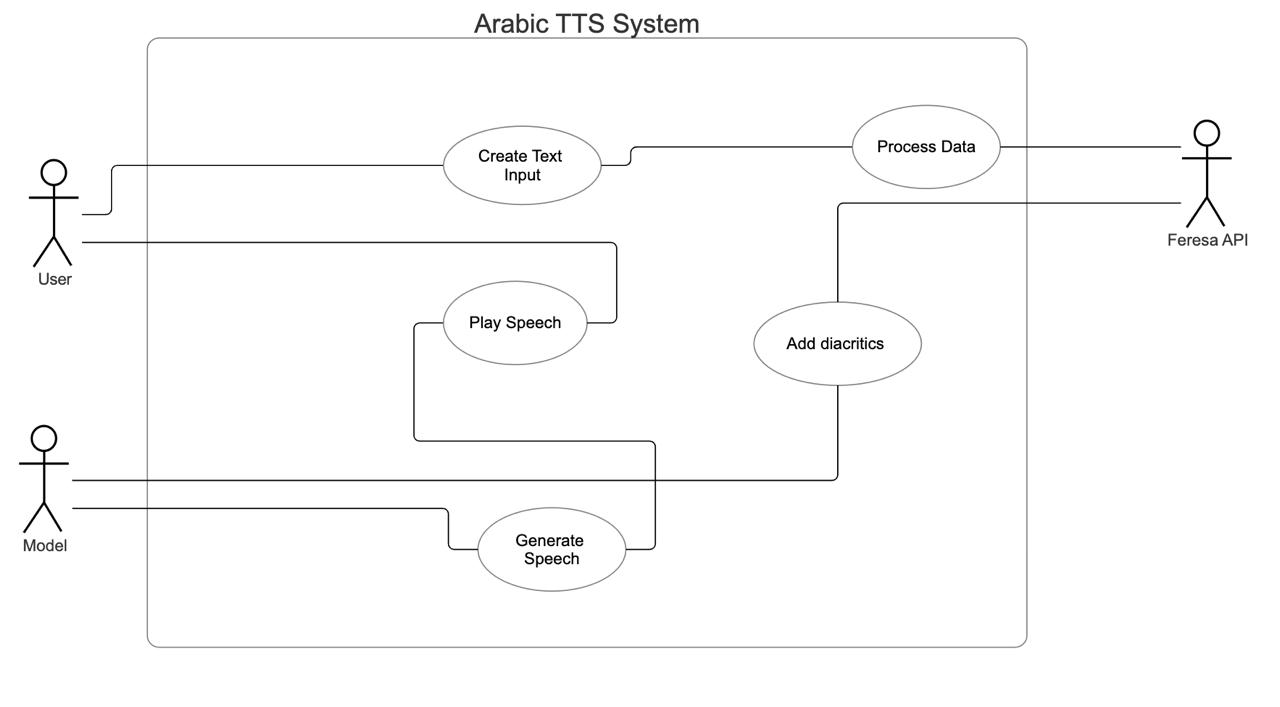 Arabic TTS System
Create Text
Input
Process Data
User
Feresa API
Play Speech
Add diacritics
Model
Generate
Speech